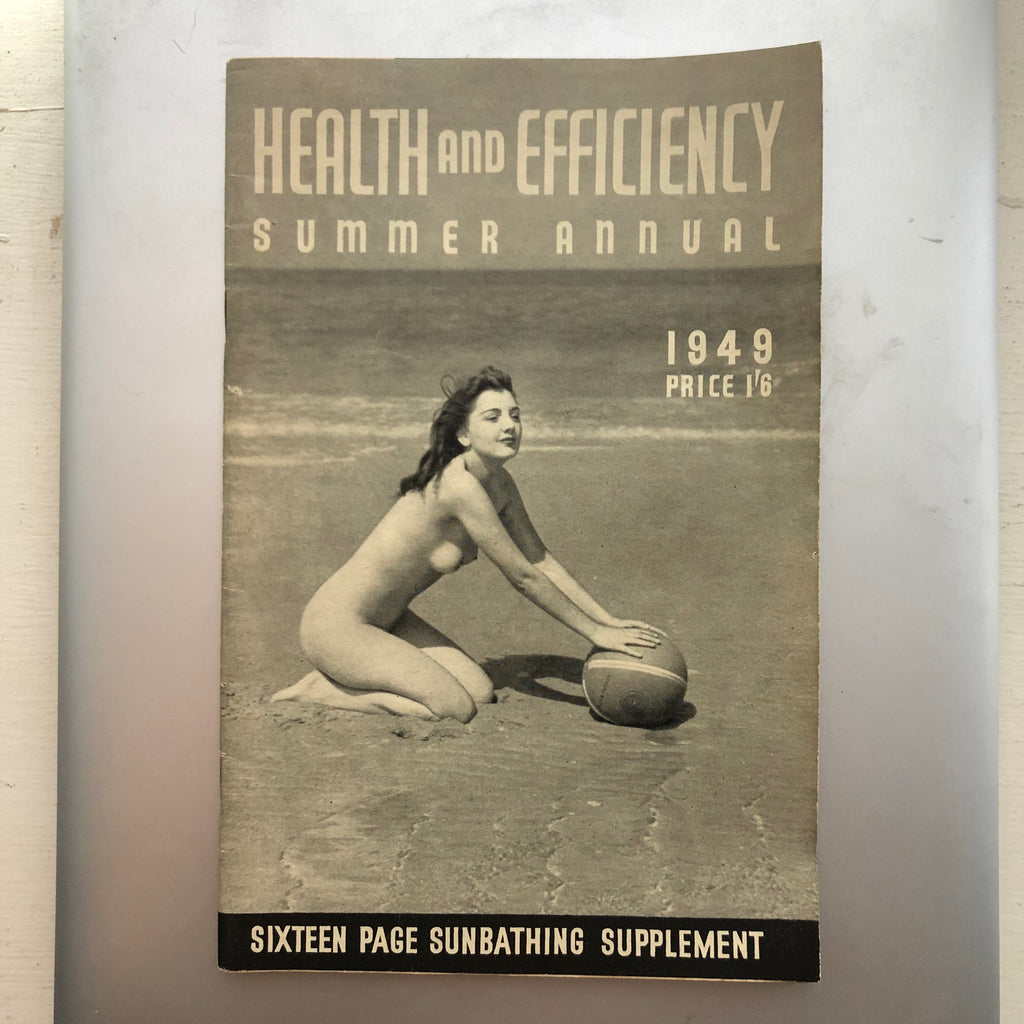 HEALTH AND EFFICIENCY
SUMMER ANNUAL
1949
PRICE 1/6
SIXTEEN PAGE SUNBATHING SUPPLEMENT